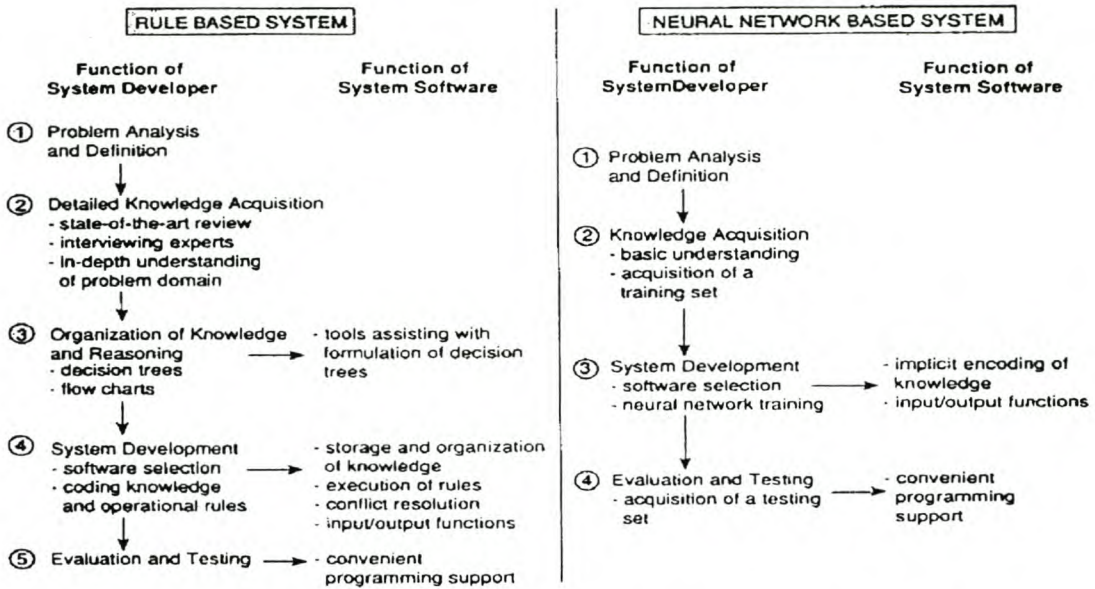 RULE BASED SYSTEM
Function of
System Developer
Function of
System Software
1 Problem Analysis
and Definition
2 Detailed Knowledge Acquisition
- state-of-the-art review
- interviewing experts
- in-depth understanding
of problem domain
3 Organization of Knowledge
and Reasoning
- decision trees
- flow charts
- tools assisting with
formulation of decision
trees
4 System Development
- software selection
- coding knowledge
and operational rules
- storage and organization
of knowledge
- execution of rules
- conflict resolution
- input/output functions
5 Evaluation and Testing
- convenient
programming support
NEURAL NETWORK BASED SYSTEM
Function of
SystemDeveloper
Function of
System Software
1 Problem Analysis
and Definition
2 Knowledge Acquisition
- basic understanding
- acquisition of a
training set
3 System Development
- software selection
- neural network training
- implicit encoding of
knowledge
- input/output functions
4 Evaluation and Testing
- acquisition of a testing
set
- convenient
programming
support